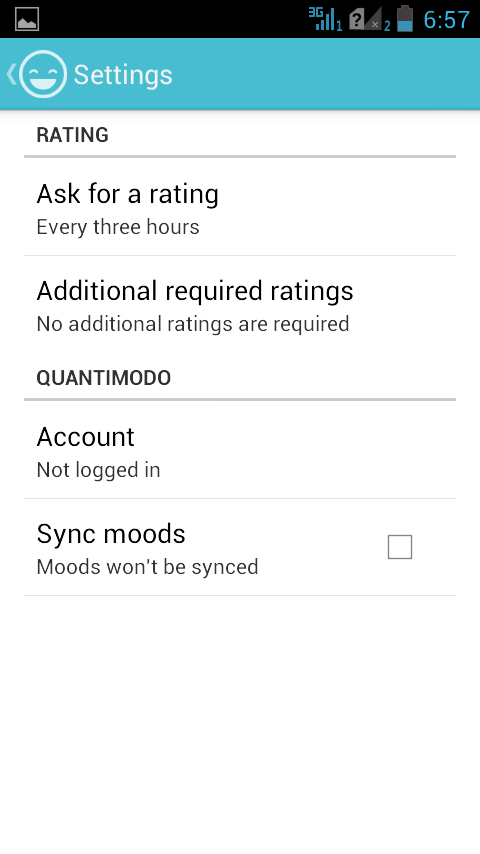 3G 1 ? 2 6:57
Settings
RATING
Ask for a rating
Every three hours
Additional required ratings
No additional ratings are required
QUANTIMODO
Account
Not logged in
Sync moods
Moods won't be synced